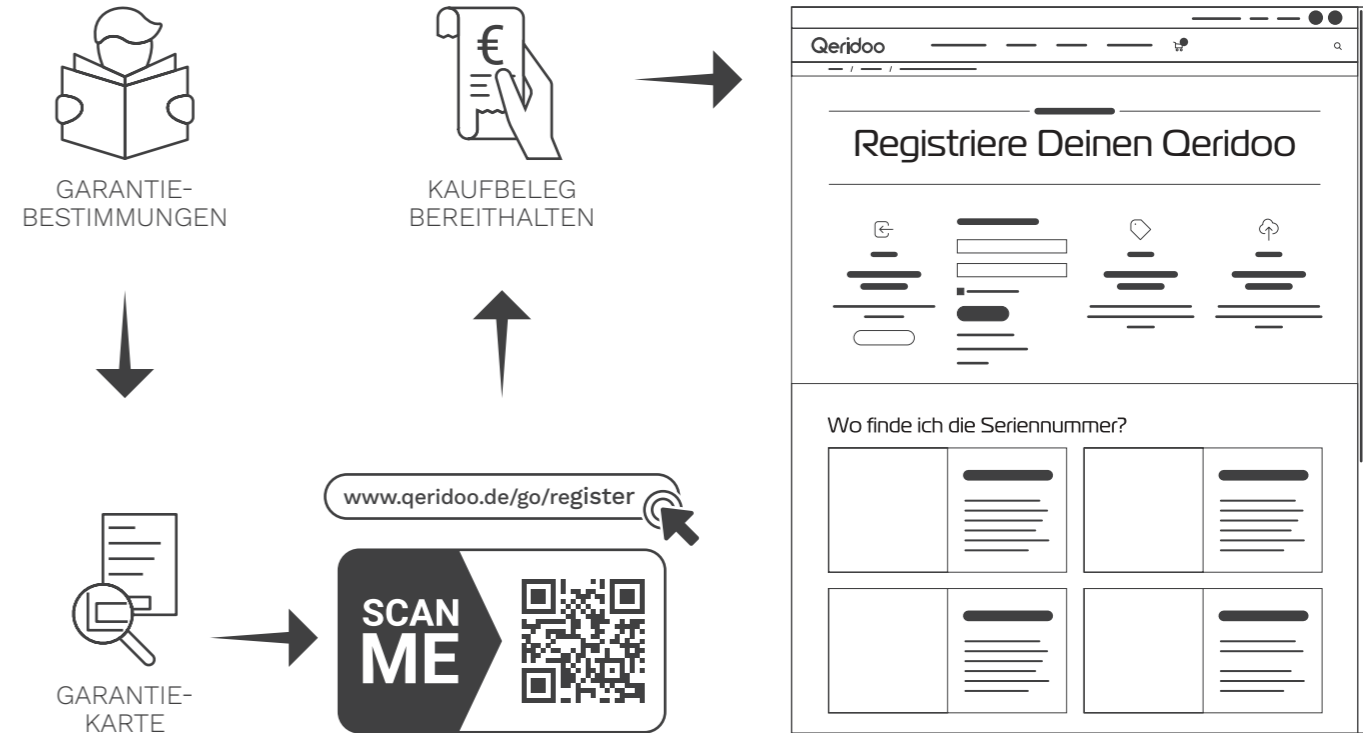 GARANTIE-
BESTIMMUNGEN
GARANTIE-
KARTE
www.qeridoo.de/go/register
SCAN
ME
KAUFBELEG
BEREITHALTEN
Qeridoo
Registriere Deinen Qeridoo
Wo finde ich die Seriennummer?